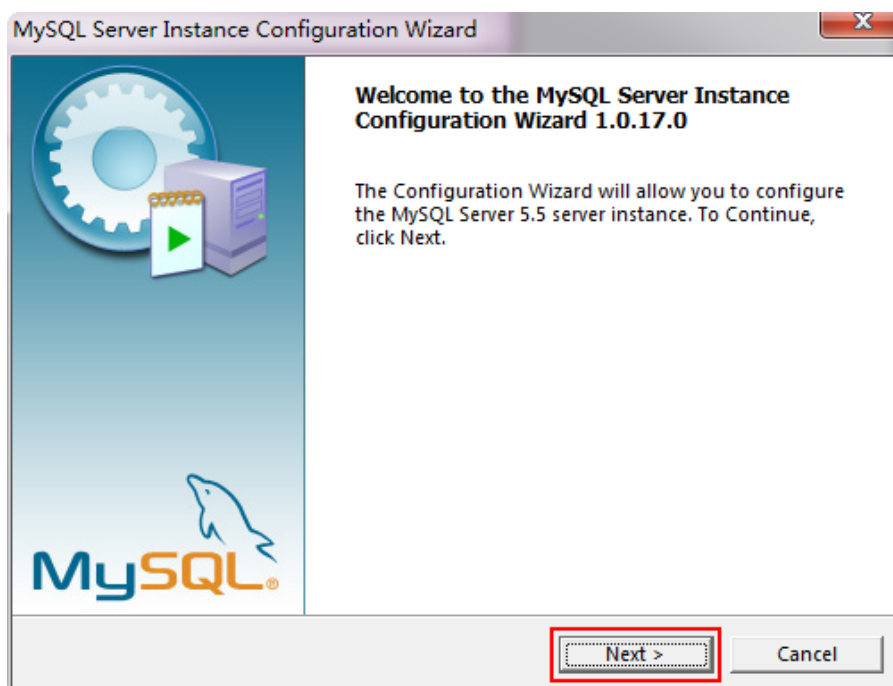 MySQL Server Instance Configuration Wizard
X
Welcome to the MySQL Server Instance
Configuration Wizard 1.0.17.0
The Configuration Wizard will allow you to configure
the MySQL Server 5.5 server instance. To Continue,
click Next.
MySQL®
Next >
Cancel